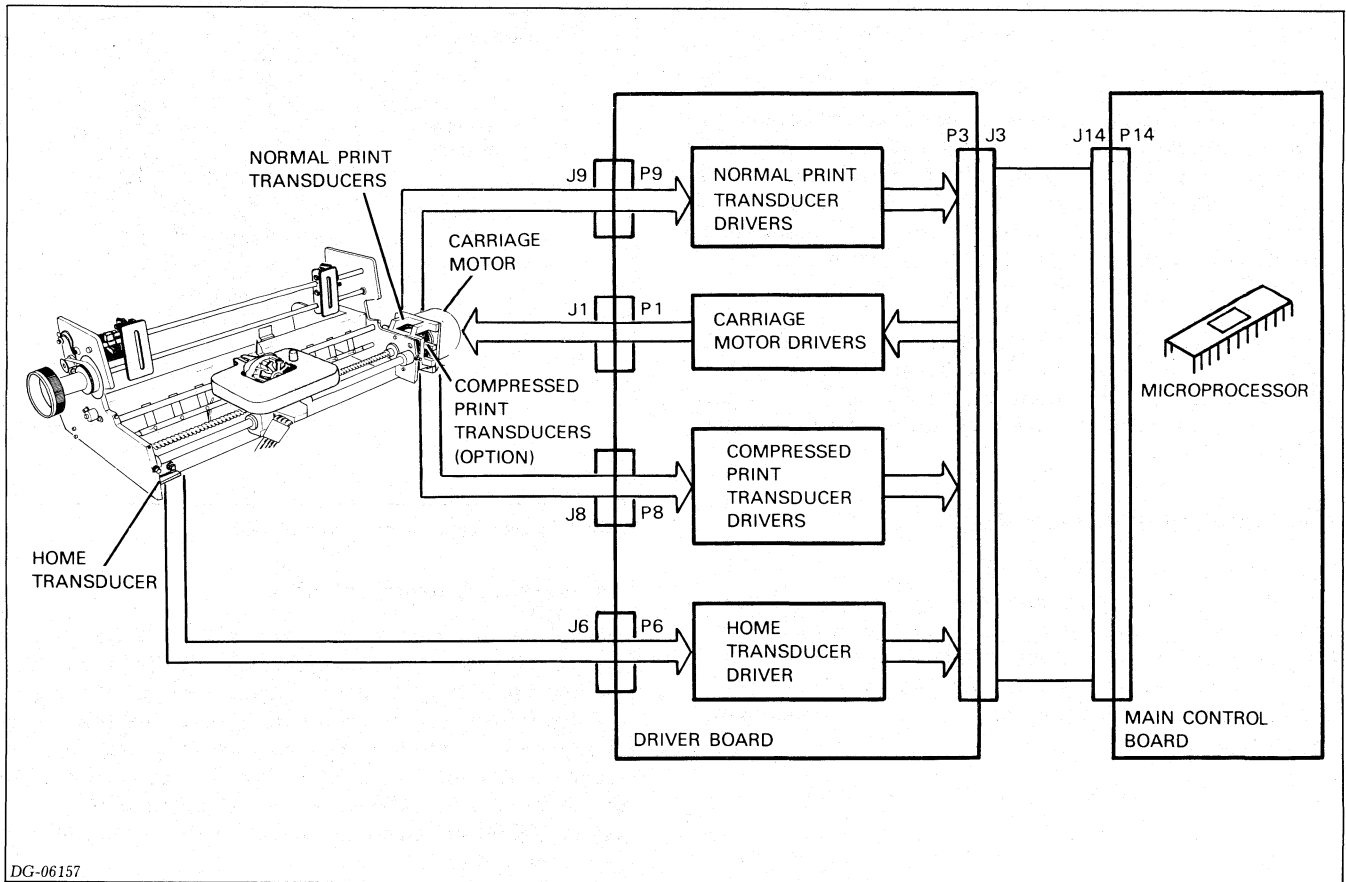 NORMAL PRINT
TRANSDUCERS
CARRIAGE
MOTOR
COMPRESSED
PRINT
TRANSDUCERS
(OPTION)
HOME
TRANSDUCER
J9
P9
NORMAL PRINT
TRANSDUCER
DRIVERS
J1
P1
CARRIAGE
MOTOR DRIVERS
J8
P8
COMPRESSED
PRINT
TRANSDUCER
DRIVERS
J6
P6
HOME
TRANSDUCER
DRIVER
DRIVER BOARD
P3
J3
J14
P14
MICROPROCESSOR
MAIN CONTROL
BOARD
DG-06157